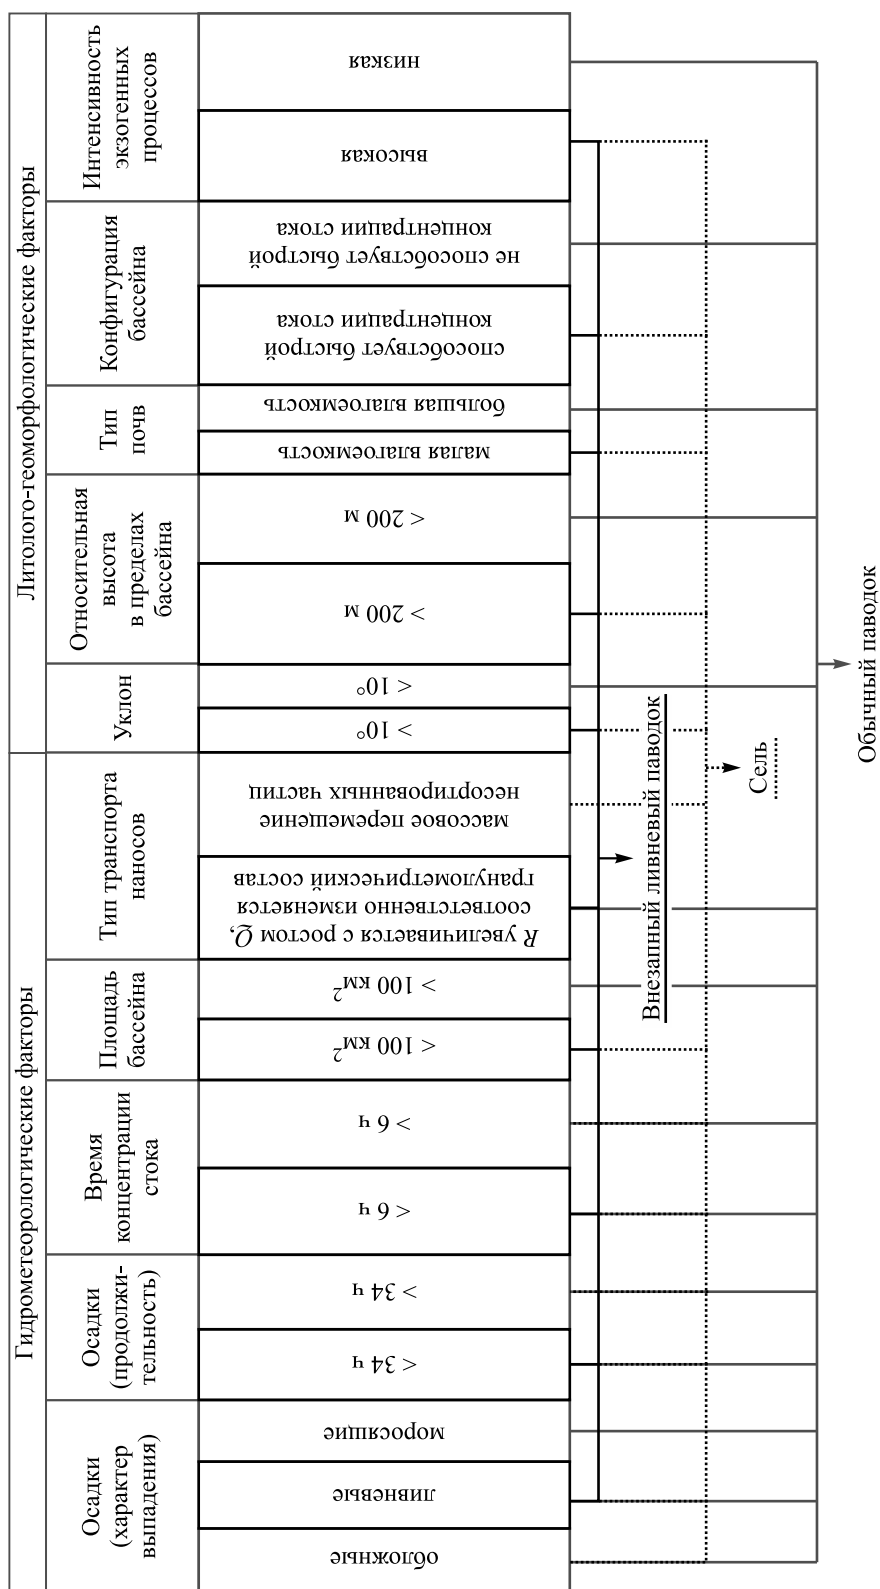 Гидрометеорологические факторы
Литолого-геоморфологические факторы
Осадки
(характер
выпадения)
Осадки
(продолжи-
тельность)
Время
концентрации
стока
Площадь
бассейна
Тип транспорта
наносов
Уклон
Относительная
высота
в пределах
бассейна
Тип
почв
Конфигурация
бассейна
Интенсивность
экзогенных
процессов
обложные
ливневые
моросящие
< 34 ч
> 34 ч
< 6 ч
> 6 ч
< 100 км²
> 100 км²
R увеличивается с ростом Q,
соответственно изменяется
гранулометрический состав
массовое перемещение
несортированных частиц
> 10°
< 10°
> 200 м
< 200 м
малая влагоемкость
большая влагоемкость
способствует быстрой
концентрации стока
не способствует быстрой
концентрации стока
высокая
низкая
Внезапный ливневый паводок
Сель
Обычный паводок